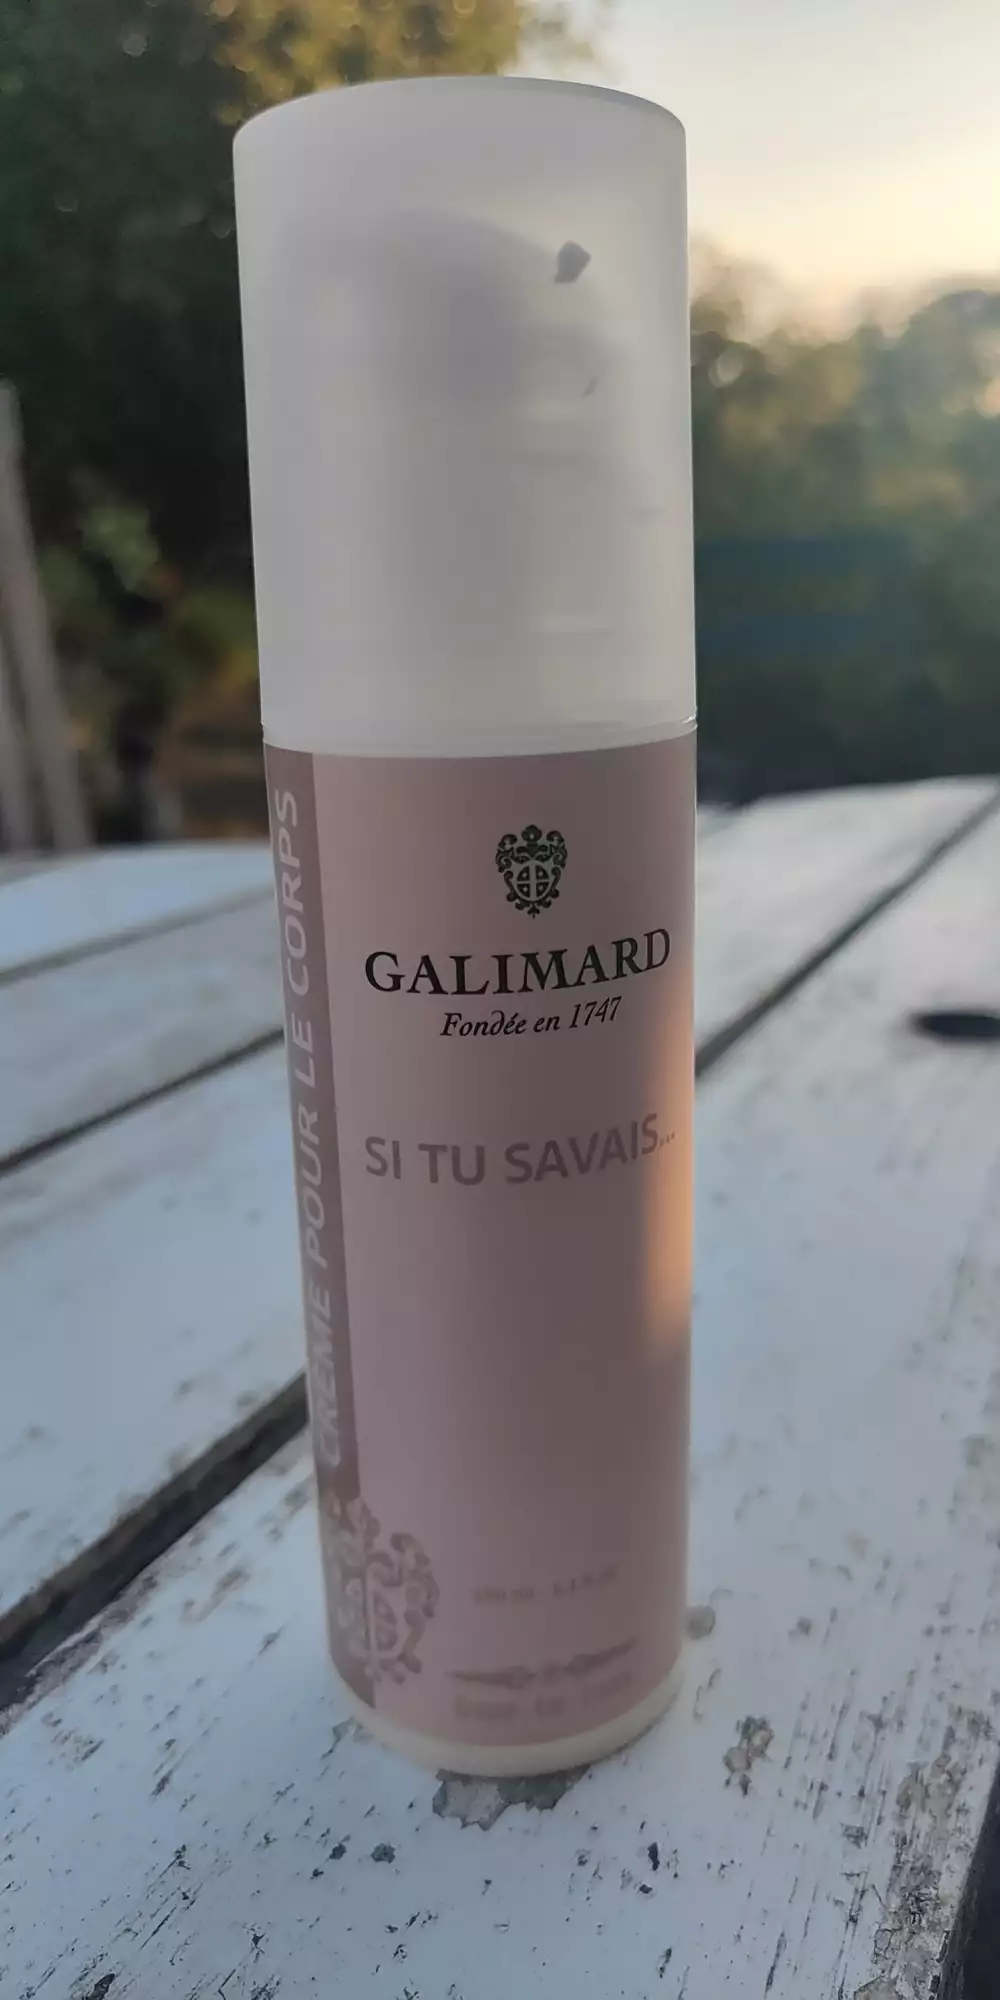 GALIMARD
Fondée en 1747
SI TU SAVAIS...
CRÈME POUR LE CORPS